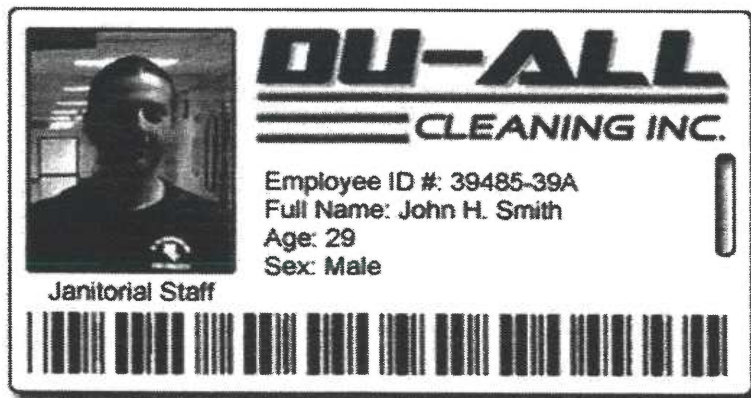 DU-ALL
CLEANING INC.
Employee ID #: 39485-39A
Full Name: John H. Smith
Age: 29
Sex: Male
Janitorial Staff